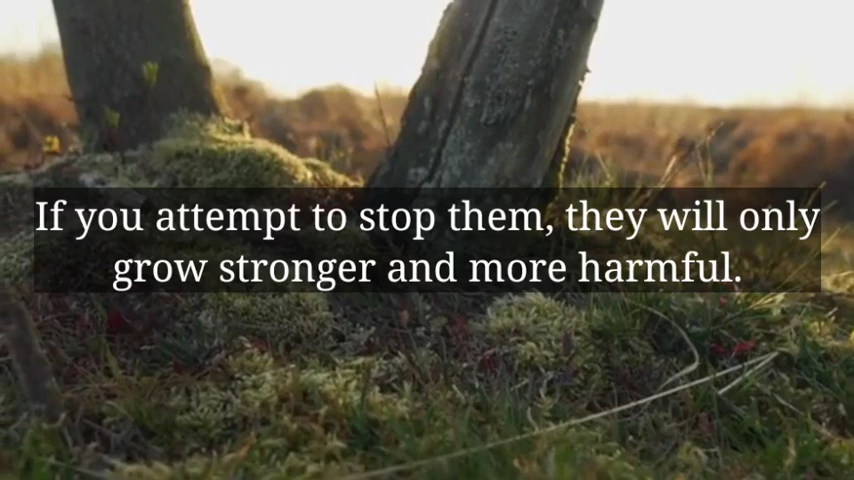 If you attempt to stop them, they will only
grow stronger and more harmful.